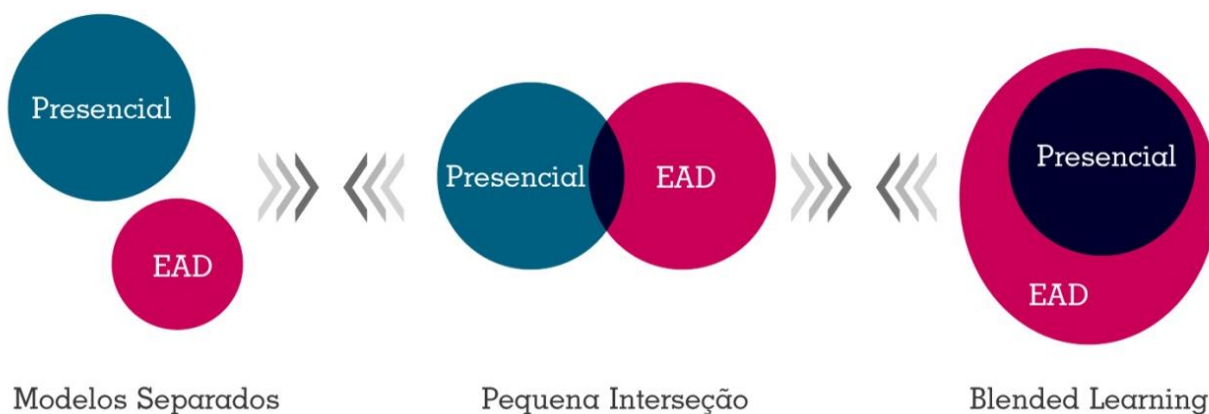 Presencial
EAD
Modelos Separados
Presencial
EAD
Pequena Interseção
Presencial
EAD
Blended Learning